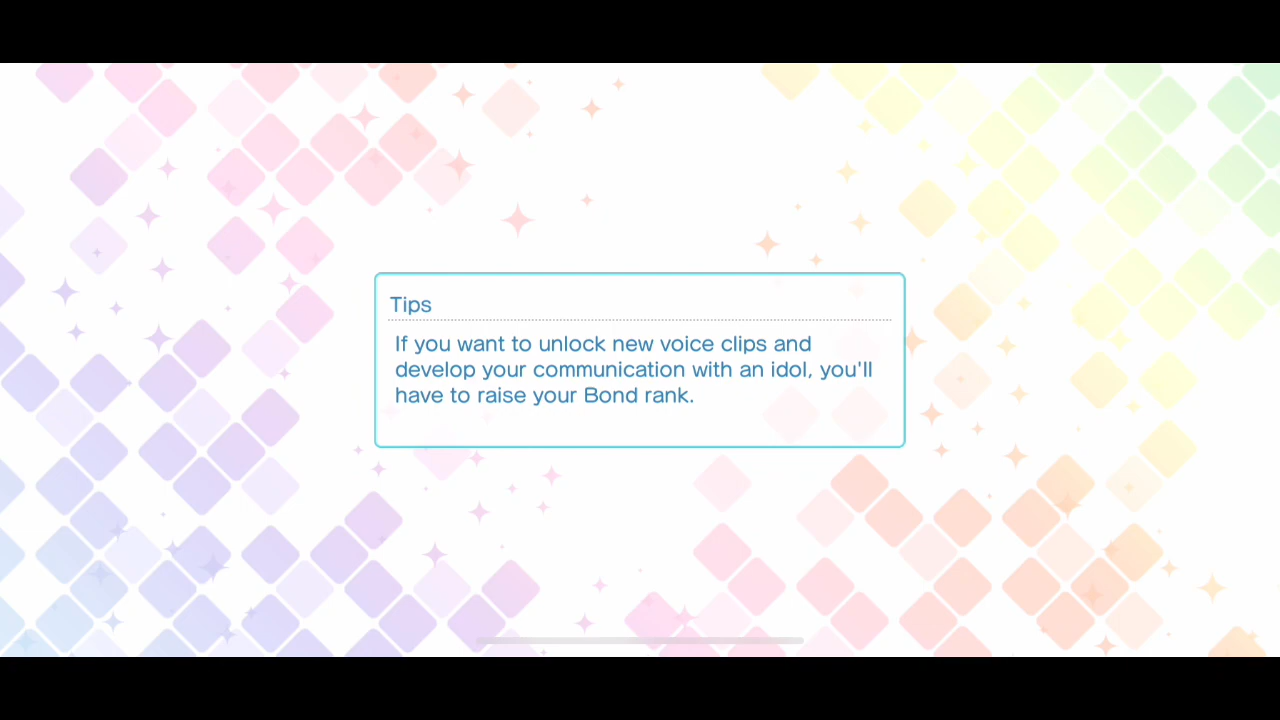 Tips
If you want to unlock new voice clips and
develop your communication with an idol, you'll
have to raise your Bond rank.